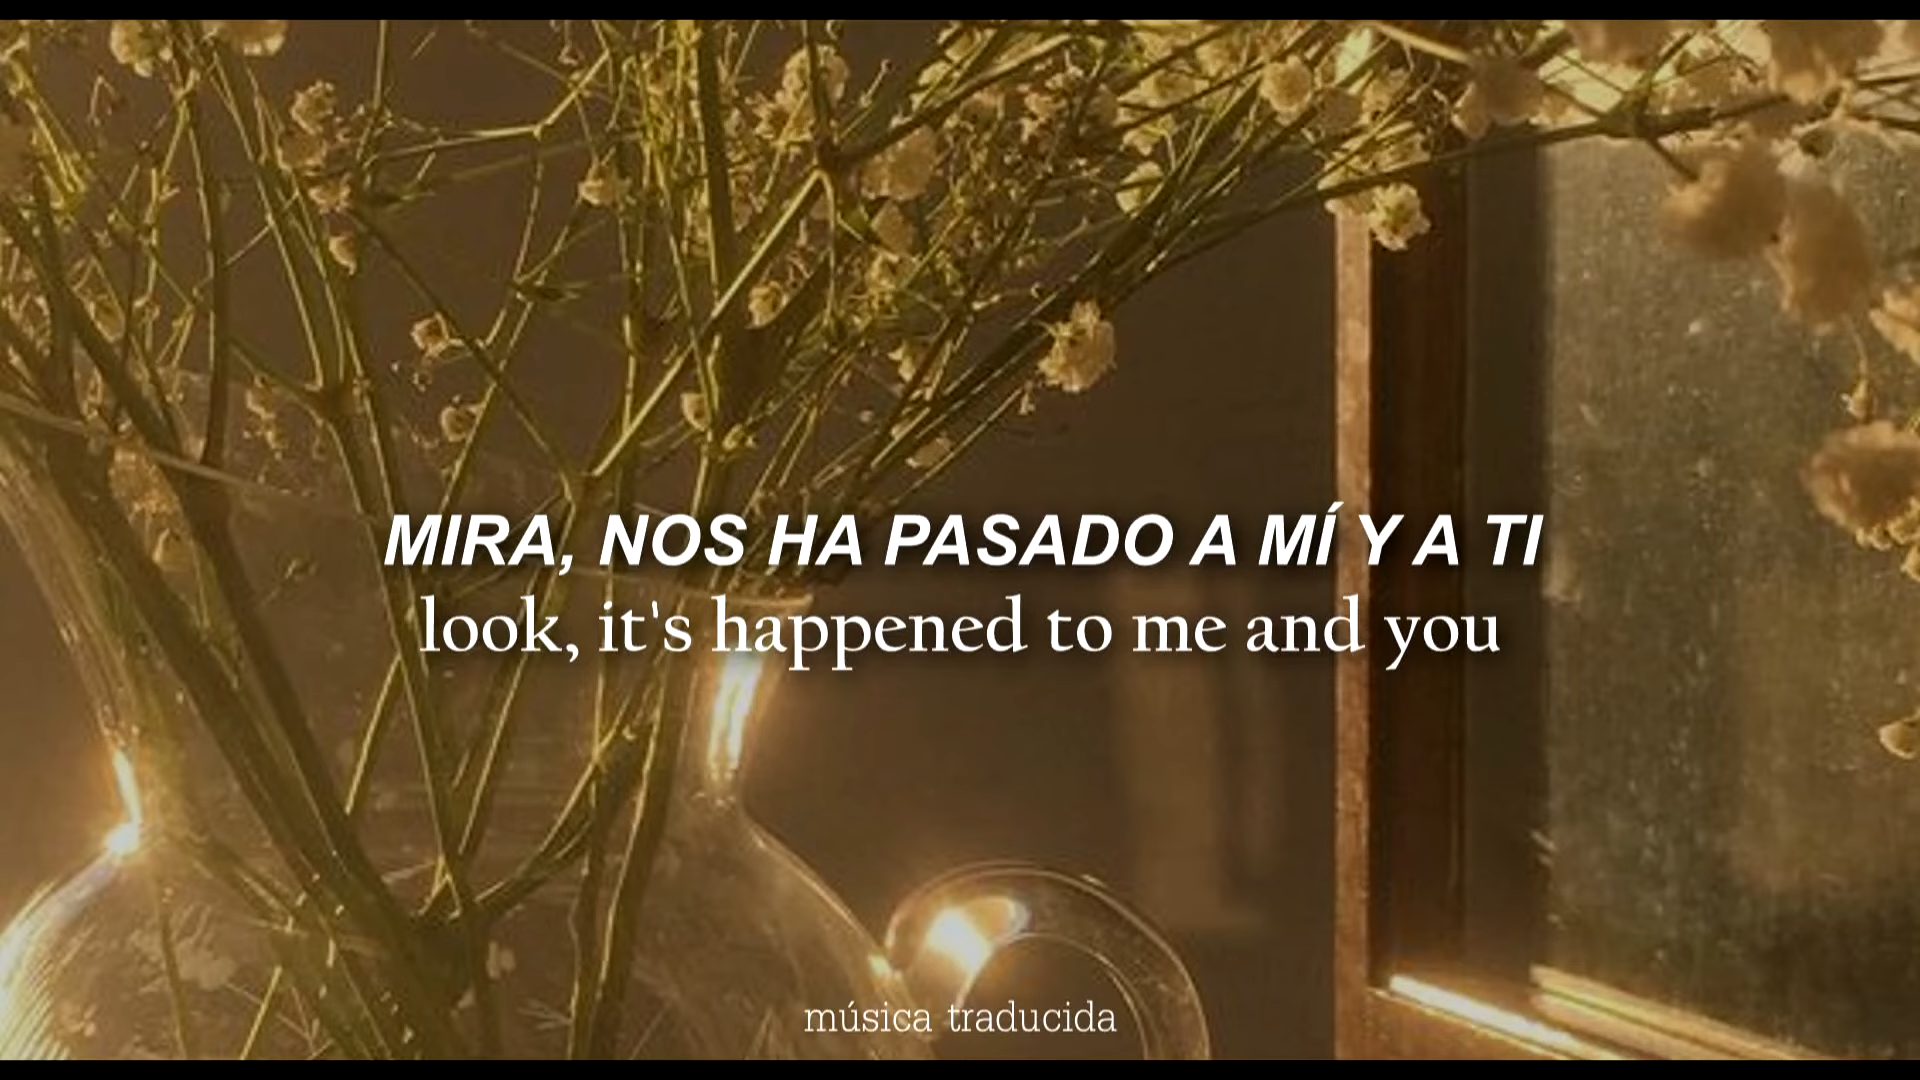 MIRA, NOS HA PASADO A MÍ Y A TI
look, it's happened to me and you
música traducida